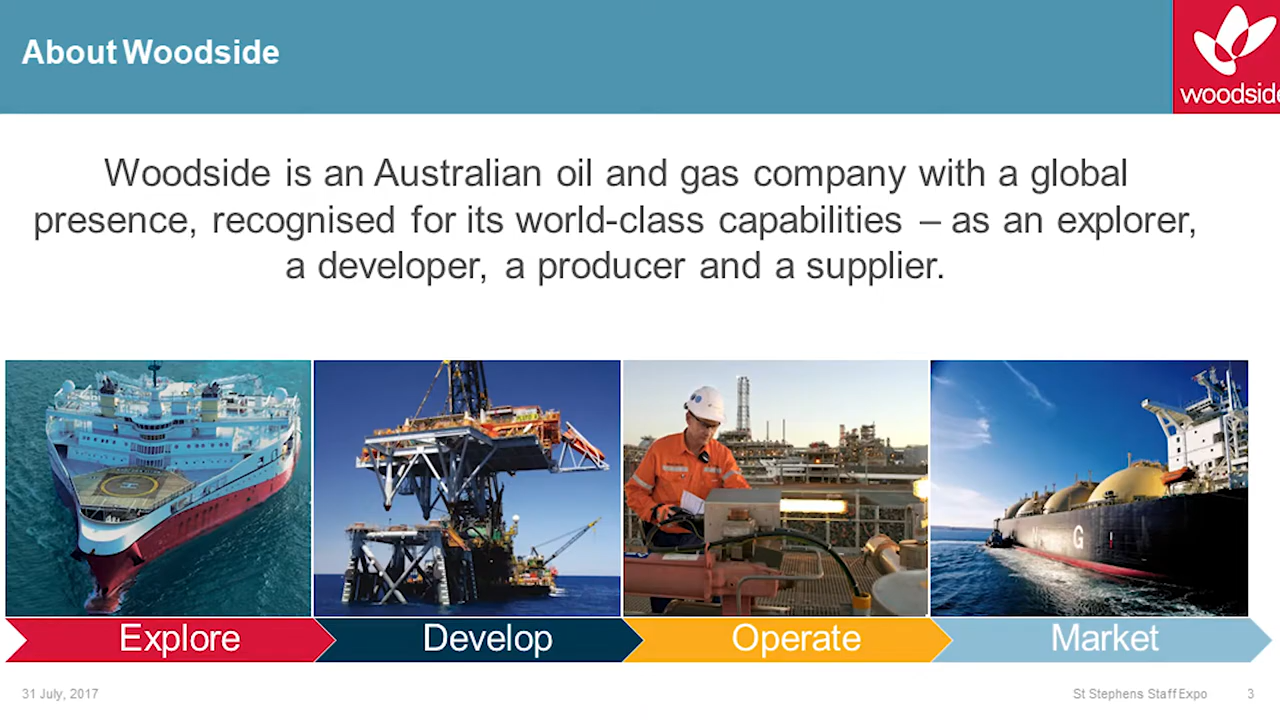 About Woodside
woodside
Woodside is an Australian oil and gas company with a global
presence, recognised for its world-class capabilities – as an explorer,
a developer, a producer and a supplier.
H
G
Explore
Develop
Operate
Market
31 July, 2017
St Stephens Staff Expo
3